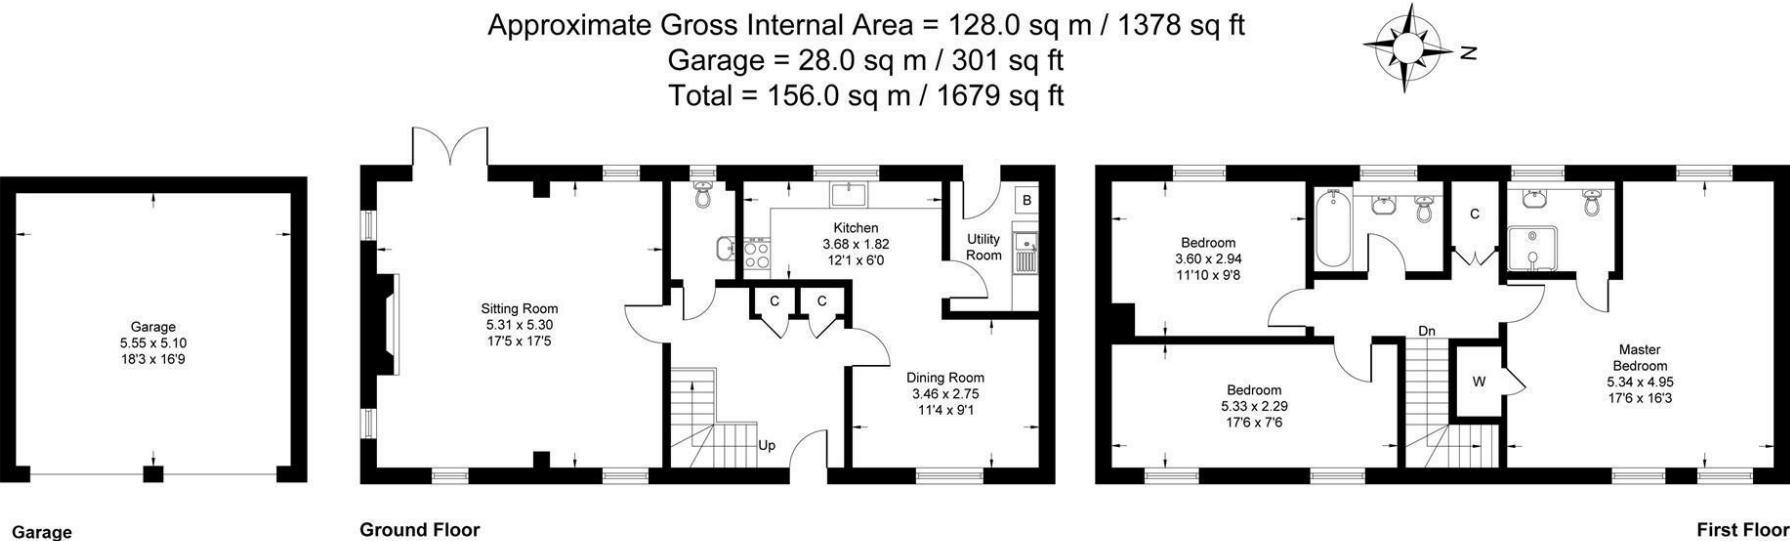 Approximate Gross Internal Area = 128.0 sq m / 1378 sq ft
Garage = 28.0 sq m / 301 sq ft
Total = 156.0 sq m / 1679 sq ft
N
Garage
5.55 x 5.10
18'3 x 16'9
Garage
Sitting Room
5.31 x 5.30
17'5 x 17'5
Kitchen
3.68 x 1.82
12'1 x 6'0
Utility
Room
B
C
C
Dining Room
3.46 x 2.75
11'4 x 9'1
Up
Ground Floor
Bedroom
3.60 x 2.94
11'10 x 9'8
C
Dn
W
Bedroom
5.33 x 2.29
17'6 x 7'6
Master
Bedroom
5.34 x 4.95
17'6 x 16'3
First Floor